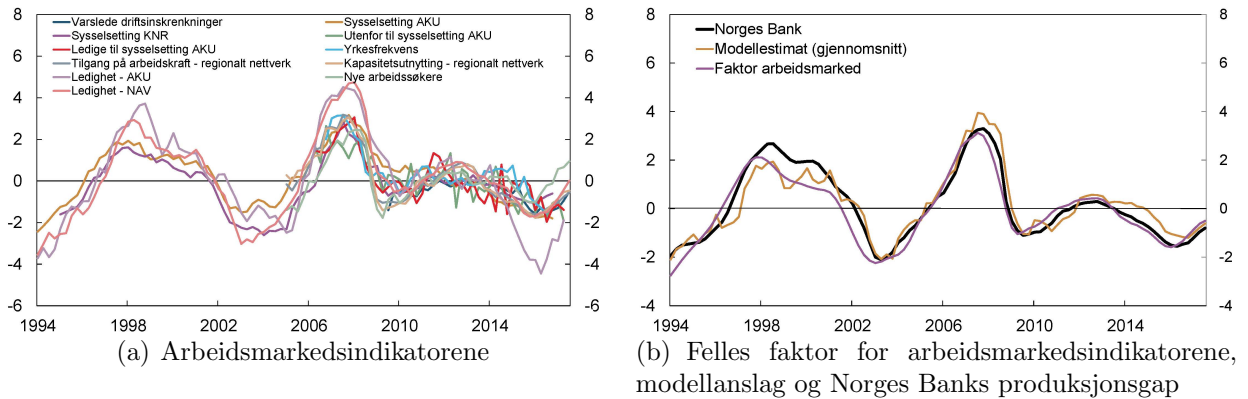 8
6
4
2
0
-2
-4
-6
Varslede driftsinskrenkninger
Sysselsetting KNR
Ledige til sysselsetting AKU
Tilgang på arbeidskraft - regionalt nettverk
Ledighet - AKU
Ledighet - NAV
Sysselsetting AKU
Utenfor til sysselsetting AKU
Yrkesfrekvens
Kapasitetsutnytting - regionalt nettverk
Nye arbeidssøkere
8
6
4
2
0
-2
-4
-6
1994 1998 2002 2006 2010 2014
(a) Arbeidsmarkedsindikatorene
8
6
4
2
0
-2
-4
Norges Bank
Modellestimat (gjennomsnitt)
Faktor arbeidsmarked
8
6
4
2
0
-2
-4
1994 1998 2002 2006 2010 2014
(b) Felles faktor for arbeidsmarkedsindikatorene,
modellanslag og Norges Banks produksjonsgap